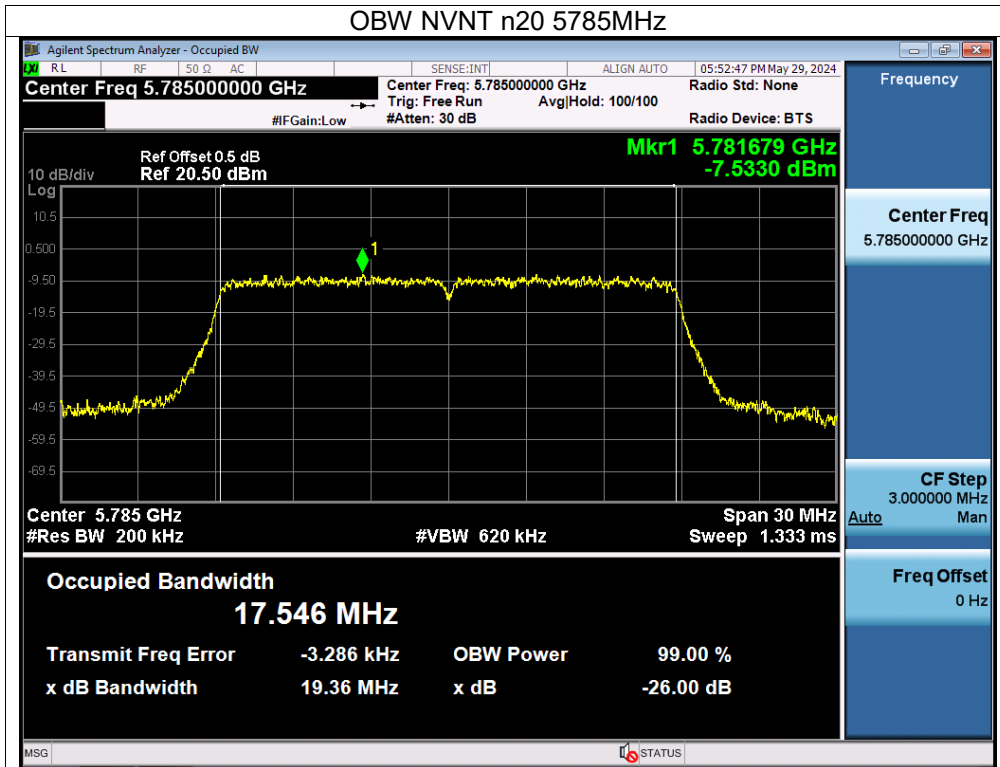 OBW NVNT n20 5785MHz
Agilent Spectrum Analyzer - Occupied BW
LXI RL RF 50 Ω AC SENSE:INT ALIGN AUTO 05:52:47 PM May 29, 2024
Center Freq 5.785000000 GHz
Center Freq: 5.785000000 GHz
Radio Std: None
Trig: Free Run Avg|Hold: 100/100
#IFGain:Low
#Atten: 30 dB
Radio Device: BTS
Frequency
Mkr1 5.781679 GHz
-7.5330 dBm
Ref Offset 0.5 dB
10 dB/div Ref 20.50 dBm
Log
10.5
0.500
-9.50
-19.5
-29.5
-39.5
-49.5
-59.5
-69.5
1
Center 5.785 GHz Span 30 MHz
#Res BW 200 kHz #VBW 620 kHz Sweep 1.333 ms
Center Freq
5.785000000 GHz
CF Step
3.000000 MHz
Auto Man
Freq Offset
0 Hz
Occupied Bandwidth
17.546 MHz
Transmit Freq Error -3.286 kHz OBW Power 99.00 %
x dB Bandwidth 19.36 MHz x dB -26.00 dB
MSG STATUS